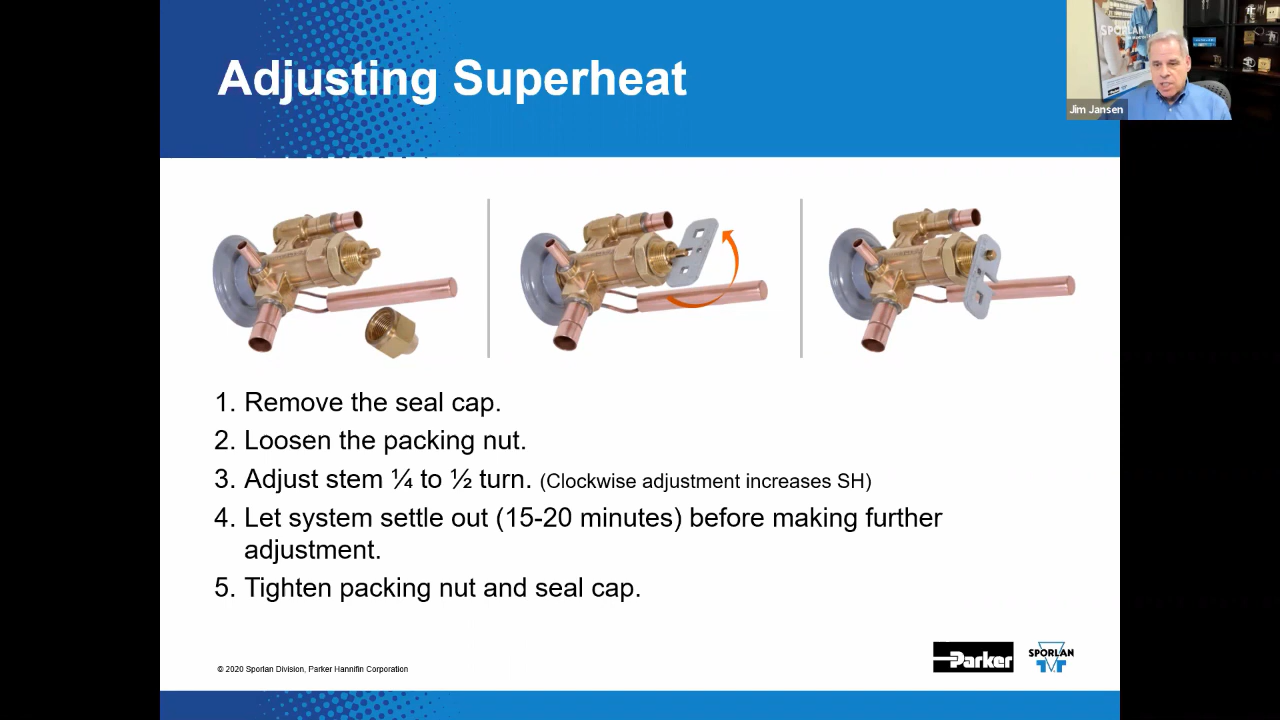 Adjusting Superheat
SPORLAN
Jim Jansen
1. Remove the seal cap.
2. Loosen the packing nut.
3. Adjust stem ¼ to ½ turn. (Clockwise adjustment increases SH)
4. Let system settle out (15-20 minutes) before making further
adjustment.
5. Tighten packing nut and seal cap.
© 2020 Sporlan Division, Parker Hannifin Corporation
Parker
SPORLAN